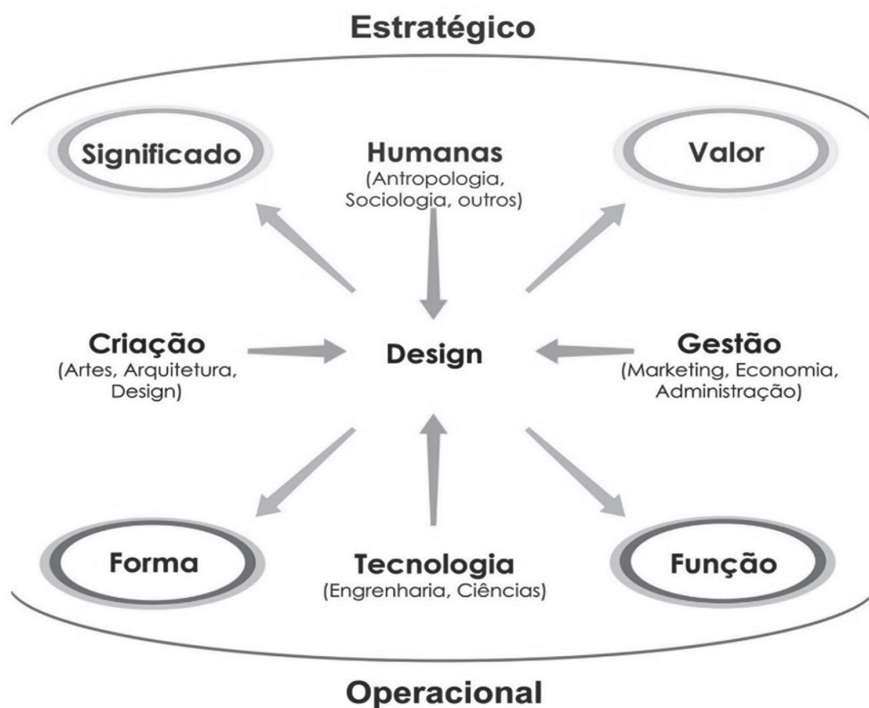 Estratégico
Significado
Humanas
(Antropologia,
Sociologia, outros)
Valor
Criação
(Artes, Arquitetura,
Design)
Design
Gestão
(Marketing, Economia,
Administração)
Forma
Tecnologia
(Engrenharia, Ciências)
Função
Operacional